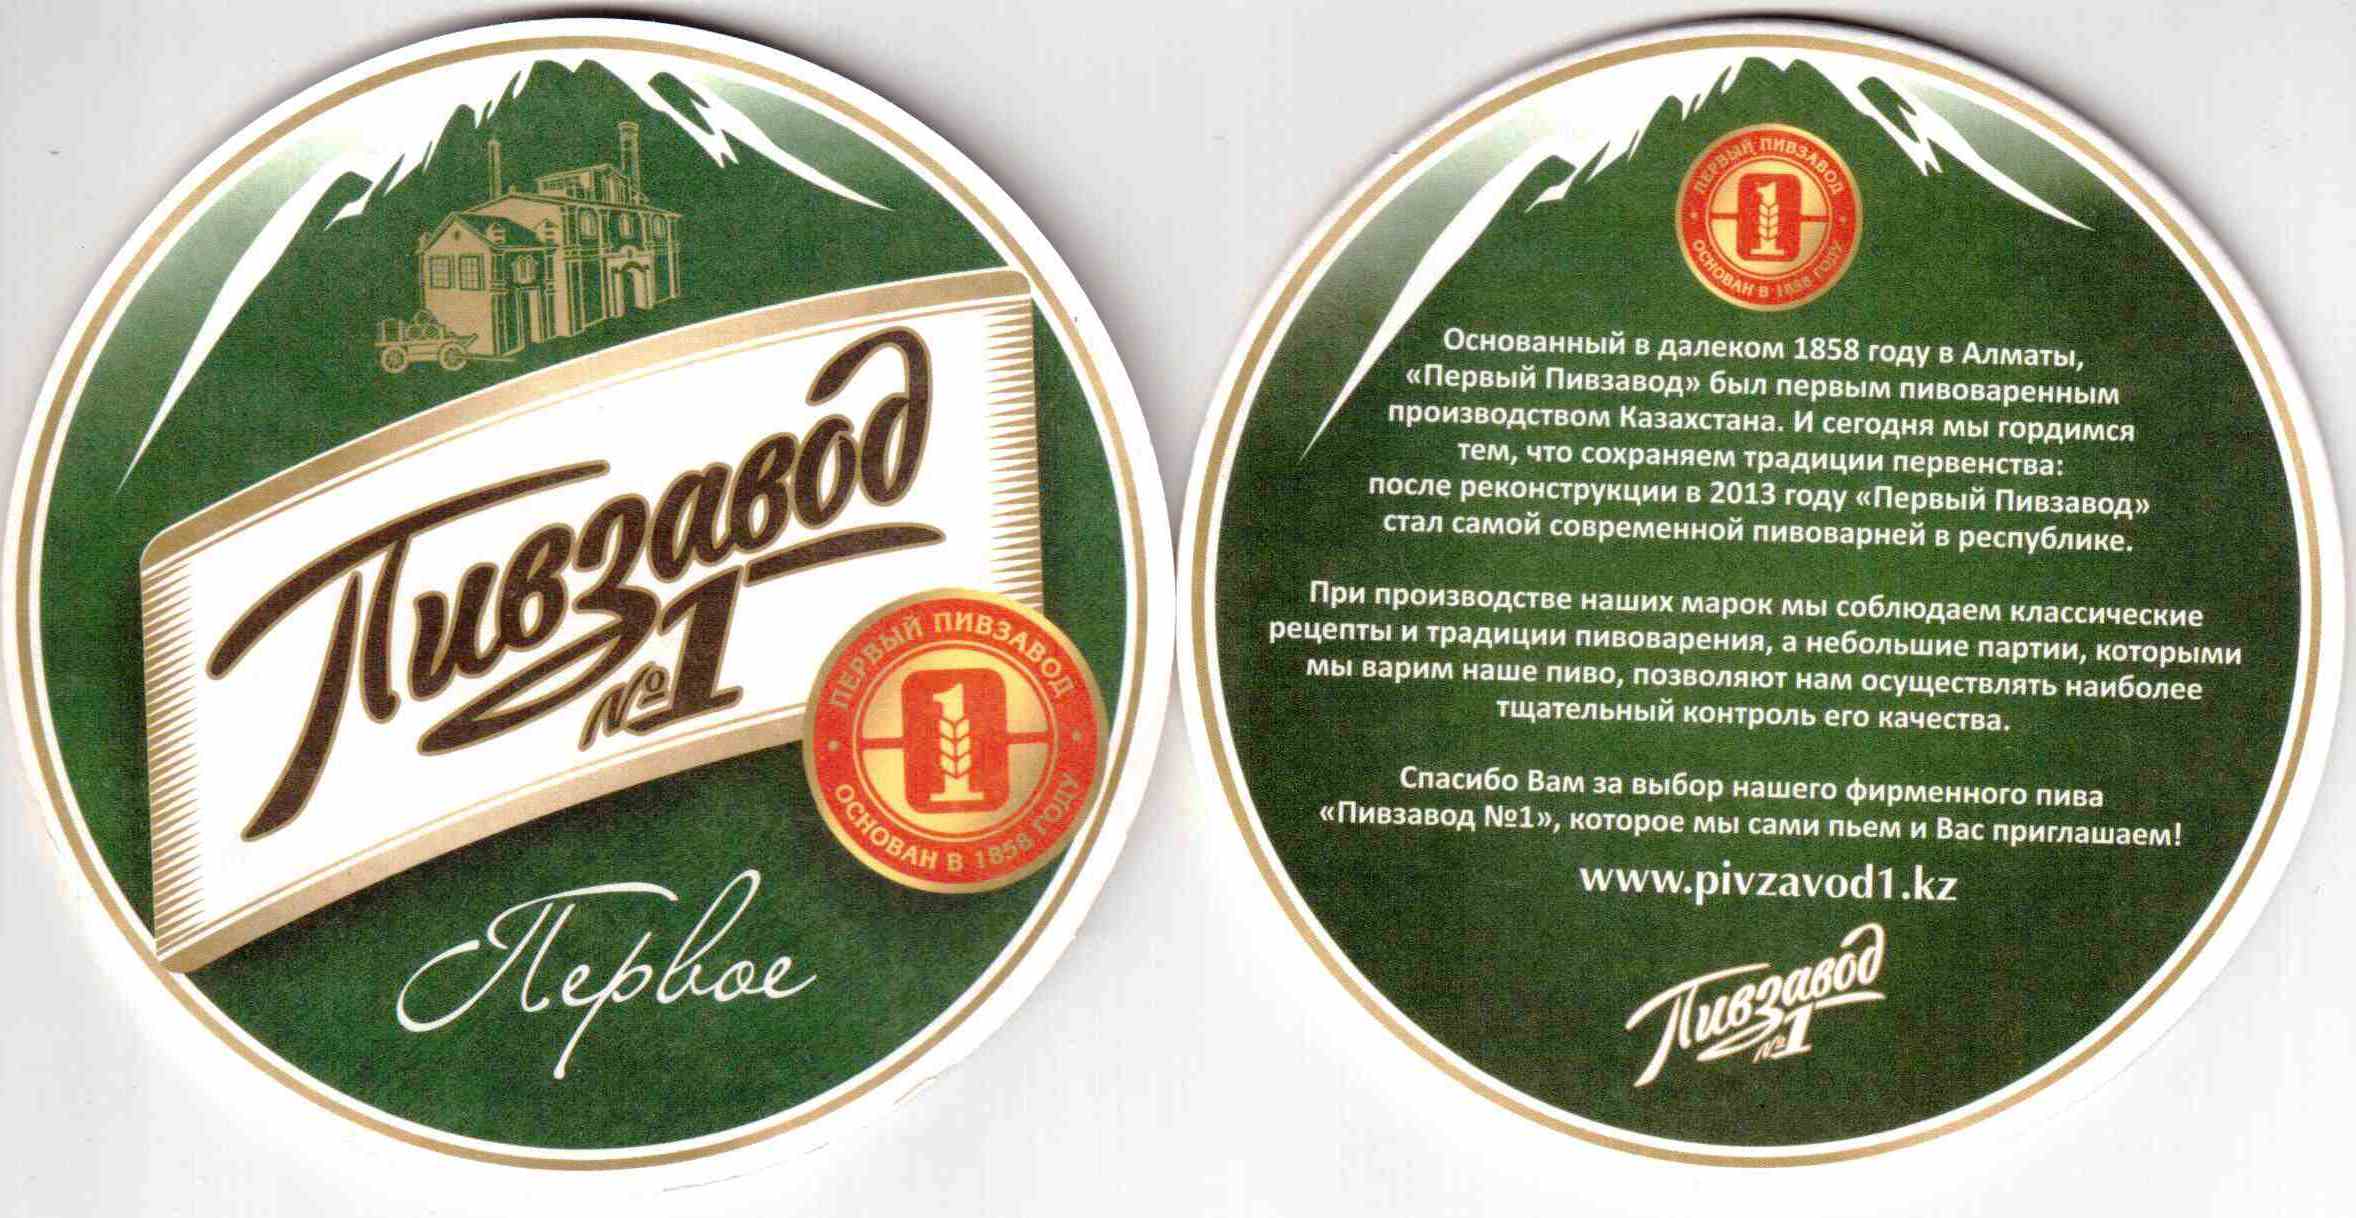 Пивзавод
№1
ПЕРВЫЙ ПИВЗАВОД
1
ОСНОВАН В 1858 ГОДУ
Первое
ПЕРВЫЙ ПИВЗАВОД
1
ОСНОВАН В 1858 ГОДУ
Основанный в далеком 1858 году в Алматы,
«Первый Пивзавод» был первым пивоваренным
производством Казахстана. И сегодня мы гордимся
тем, что сохраняем традиции первенства:
после реконструкции в 2013 году «Первый Пивзавод»
стал самой современной пивоварней в республике.
При производстве наших марок мы соблюдаем классические
рецепты и традиции пивоварения, а небольшие партии, которыми
мы варим наше пиво, позволяют нам осуществлять наиболее
тщательный контроль его качества.
Спасибо Вам за выбор нашего фирменного пива
«Пивзавод №1», которое мы сами пьем и Вас приглашаем!
www.pivzavod1.kz
Пивзавод
№1